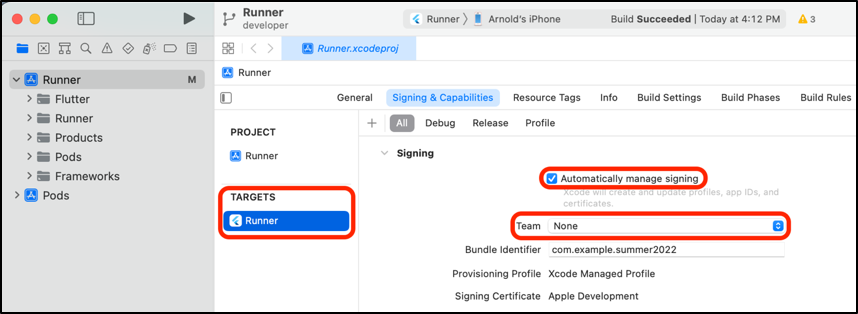 Runner
developer
Runner
Arnold's iPhone
Build Succeeded | Today at 4:12 PM
3
Runner.xcodeproj
Runner
M
Flutter
Runner
Products
Pods
Frameworks
Pods
Runner
General
Signing & Capabilities
Resource Tags
Info
Build Settings
Build Phases
Build Rules
PROJECT
Runner
TARGETS
Runner
All
Debug
Release
Profile
Signing
Automatically manage signing
Xcode will create and update profiles, app IDs, and
certificates.
Team None
Bundle Identifier com.example.summer2022
Provisioning Profile Xcode Managed Profile
Signing Certificate Apple Development